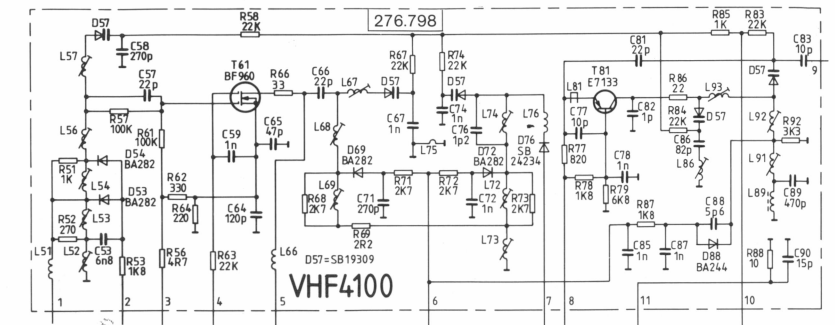 276.798
D57
R58
22K
C58
270p
L57
C57
22p
R57
100K
R61
100K
L56
D54
BA282
R51
1K
L54
D53
BA282
R52
270
L53
L51
L52
C53
6n8
R53
1K8
R56
4R7
R62
330
R64
220
T61
BF960
R66
33
C59
1n
C65
47p
C64
120p
R63
22K
L66
C66
22p
L67
D57
R67
22K
C67
1n
L68
D69
BA282
L69
R68
2K7
C71
270p
R69
2R2
R71
2K7
D57=SB19309
VHF4100
R74
22K
D57
C74
1n
C76
1p2
L75
L74
D72
BA282
R72
2K7
L72
C72
1n
R73
2K7
L73
L76
D76
SB
24234
C81
22p
L81
T81
E7133
C77
10p
R77
820
C78
1n
R78
1K8
R79
6K8
C82
1p
R86
22
R84
22K
L93
D57
C86
82p
L86
R85
1K
R83
22K
C83
10p
9
D57
L92
R92
3K3
L91
C89
470p
L89
R87
1K8
C88
5p6
D88
BA244
C85
1n
C87
1n
R88
10
C90
15p
1 2 3 4 5 6 7 8 11 10